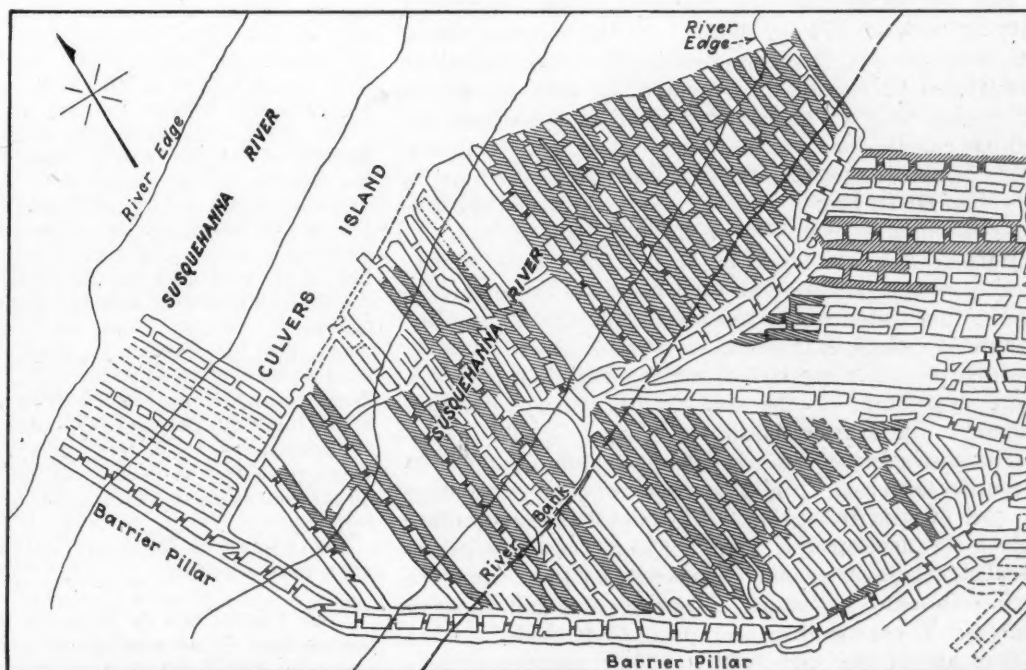 River
Edge
River Edge
SUSQUEHANNA RIVER
CULVERS ISLAND
SUSQUEHANNA RIVER
River Bank
Barrier Pillar
Barrier Pillar